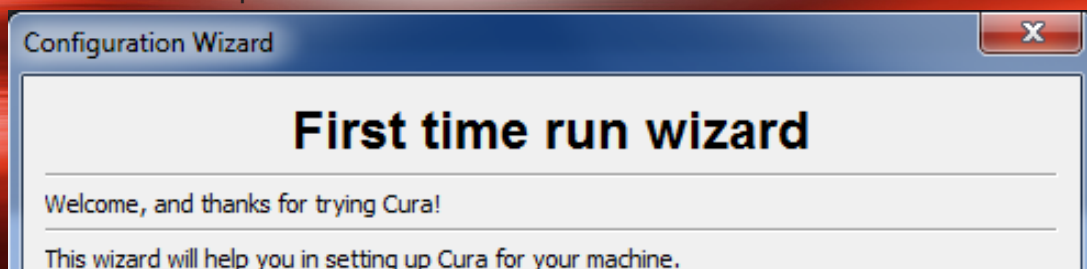 Configuration Wizard
First time run wizard
Welcome, and thanks for trying Cura!
This wizard will help you in setting up Cura for your machine.